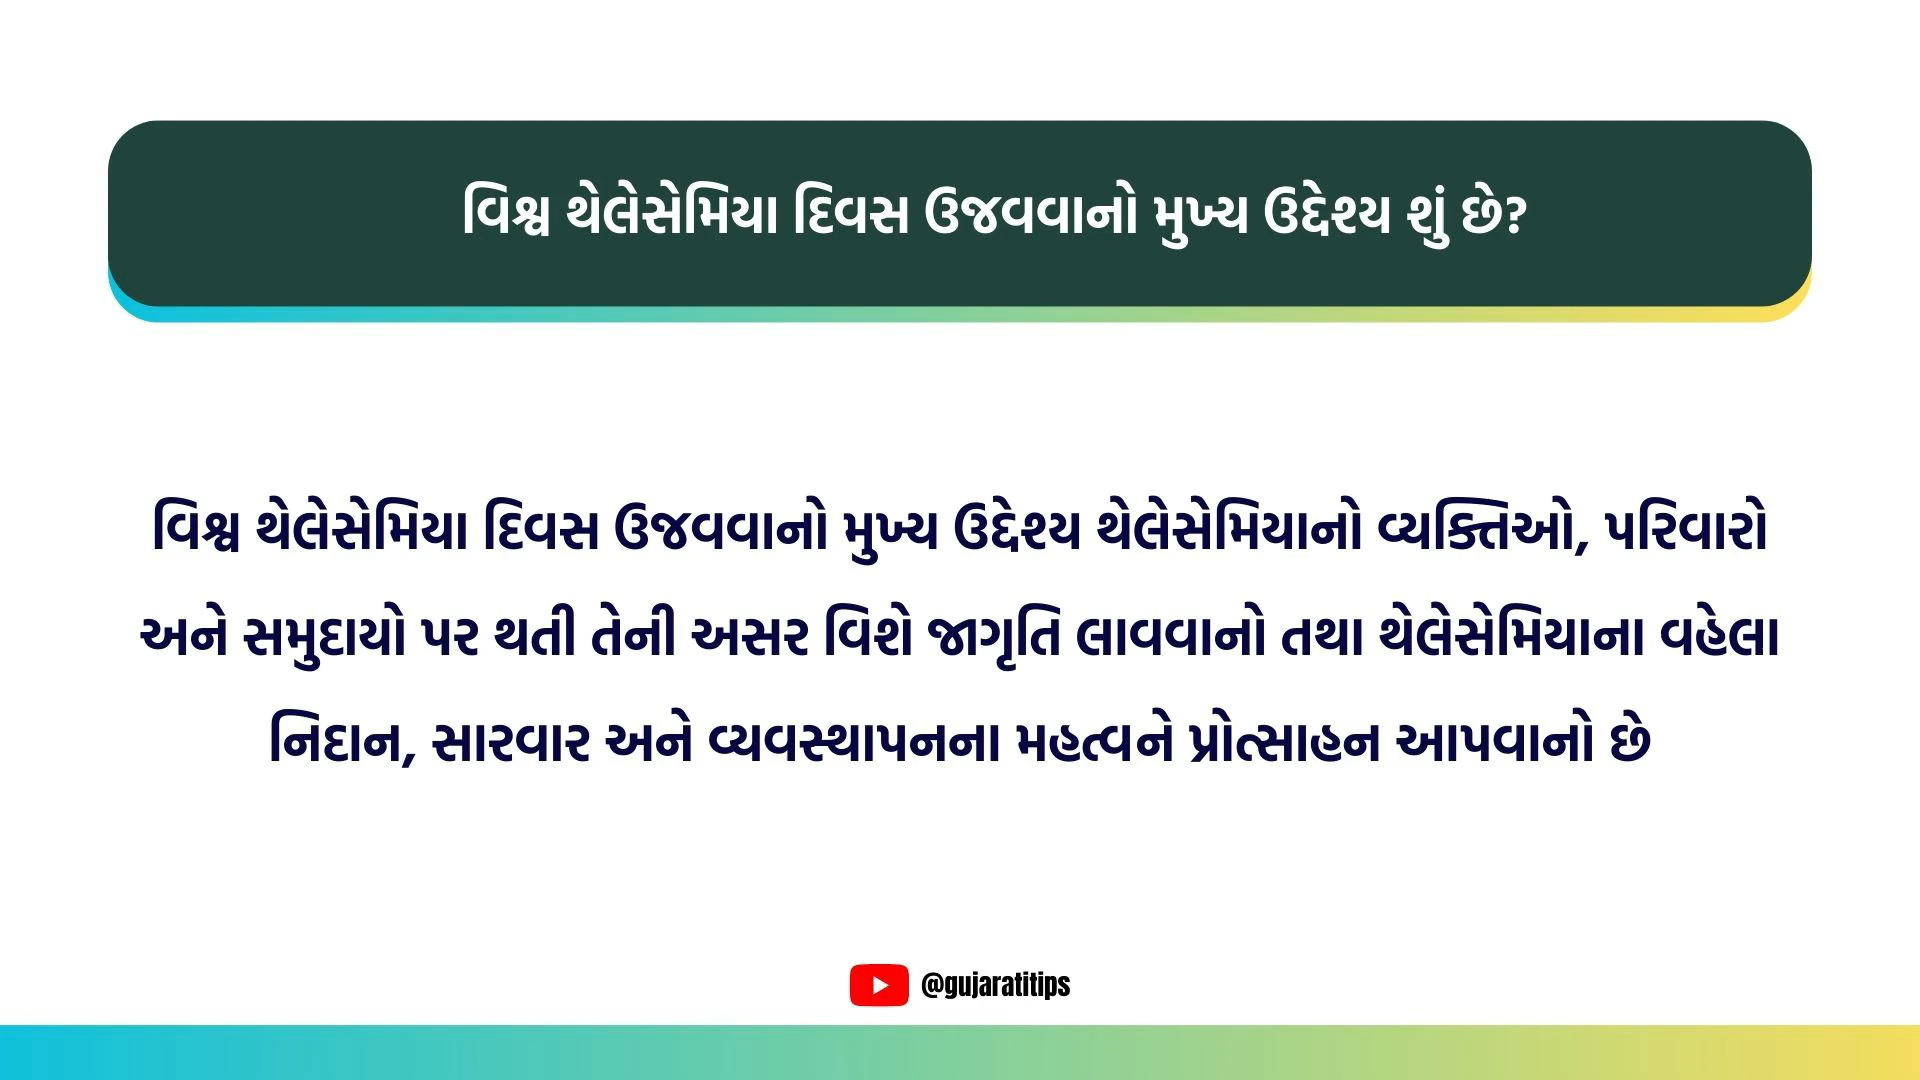 વિશ્વ થેલેસેમિયા દિવસ ઉજવવાનો મુખ્ય ઉદ્દેશ્ય શું છે?
વિશ્વ થેલેસેમિયા દિવસ ઉજવવાનો મુખ્ય ઉદ્દેશ્ય થેલેસેમિયાનો વ્યક્તિઓ, પરિવારો
અને સમુદાયો પર થતી તેની અસર વિશે જાગૃતિ લાવવાનો તથા થેલેસેમિયાના વહેલા
નિદાન, સારવાર અને વ્યવસ્થાપનના મહત્વને પ્રોત્સાહન આપવાનો છે
@gujaratitips